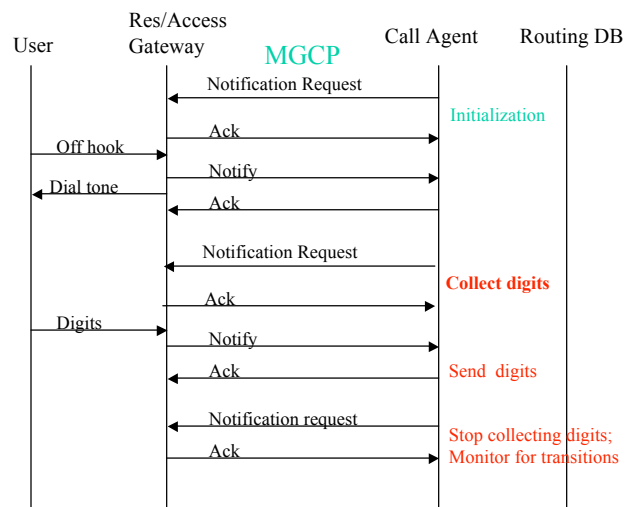 User
Res/Access
Gateway
MGCP
Call Agent
Routing DB
Notification Request
Initialization
Ack
Off hook
Notify
Dial tone
Ack
Notification Request
Collect digits
Ack
Digits
Notify
Ack
Send digits
Notification request
Stop collecting digits;
Monitor for transitions
Ack